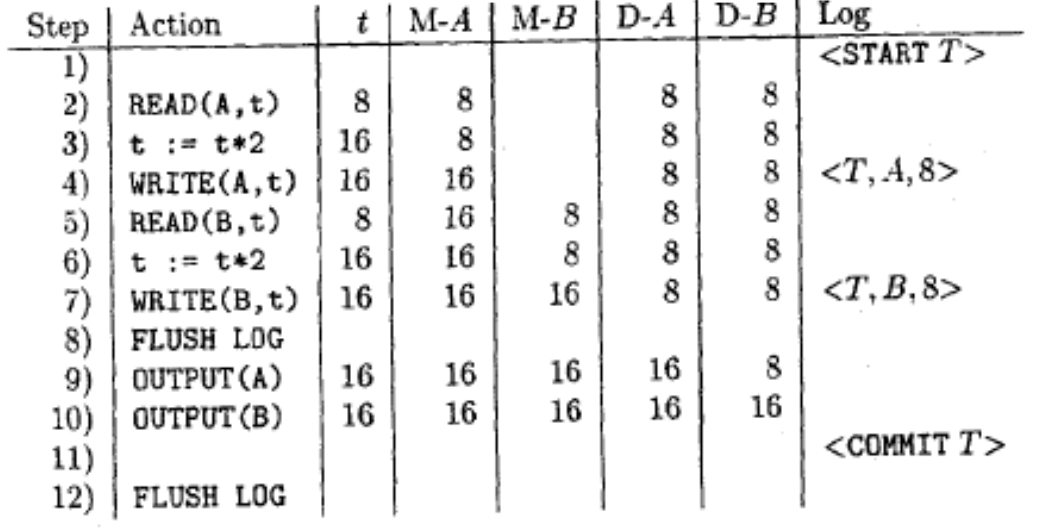 Step Action t M-A M-B D-A D-B Log
1) <START T>
2) READ(A,t) 8 8 8 8
3) t := t*2 16 8 8 8
4) WRITE(A,t) 16 16 8 8 <T, A, 8>
5) READ(B,t) 8 16 8 8 8
6) t := t*2 16 16 8 8 8
7) WRITE(B,t) 16 16 16 8 8 <T, B, 8>
8) FLUSH LOG
9) OUTPUT(A) 16 16 16 16 8
10) OUTPUT(B) 16 16 16 16 16
11) <COMMIT T>
12) FLUSH LOG